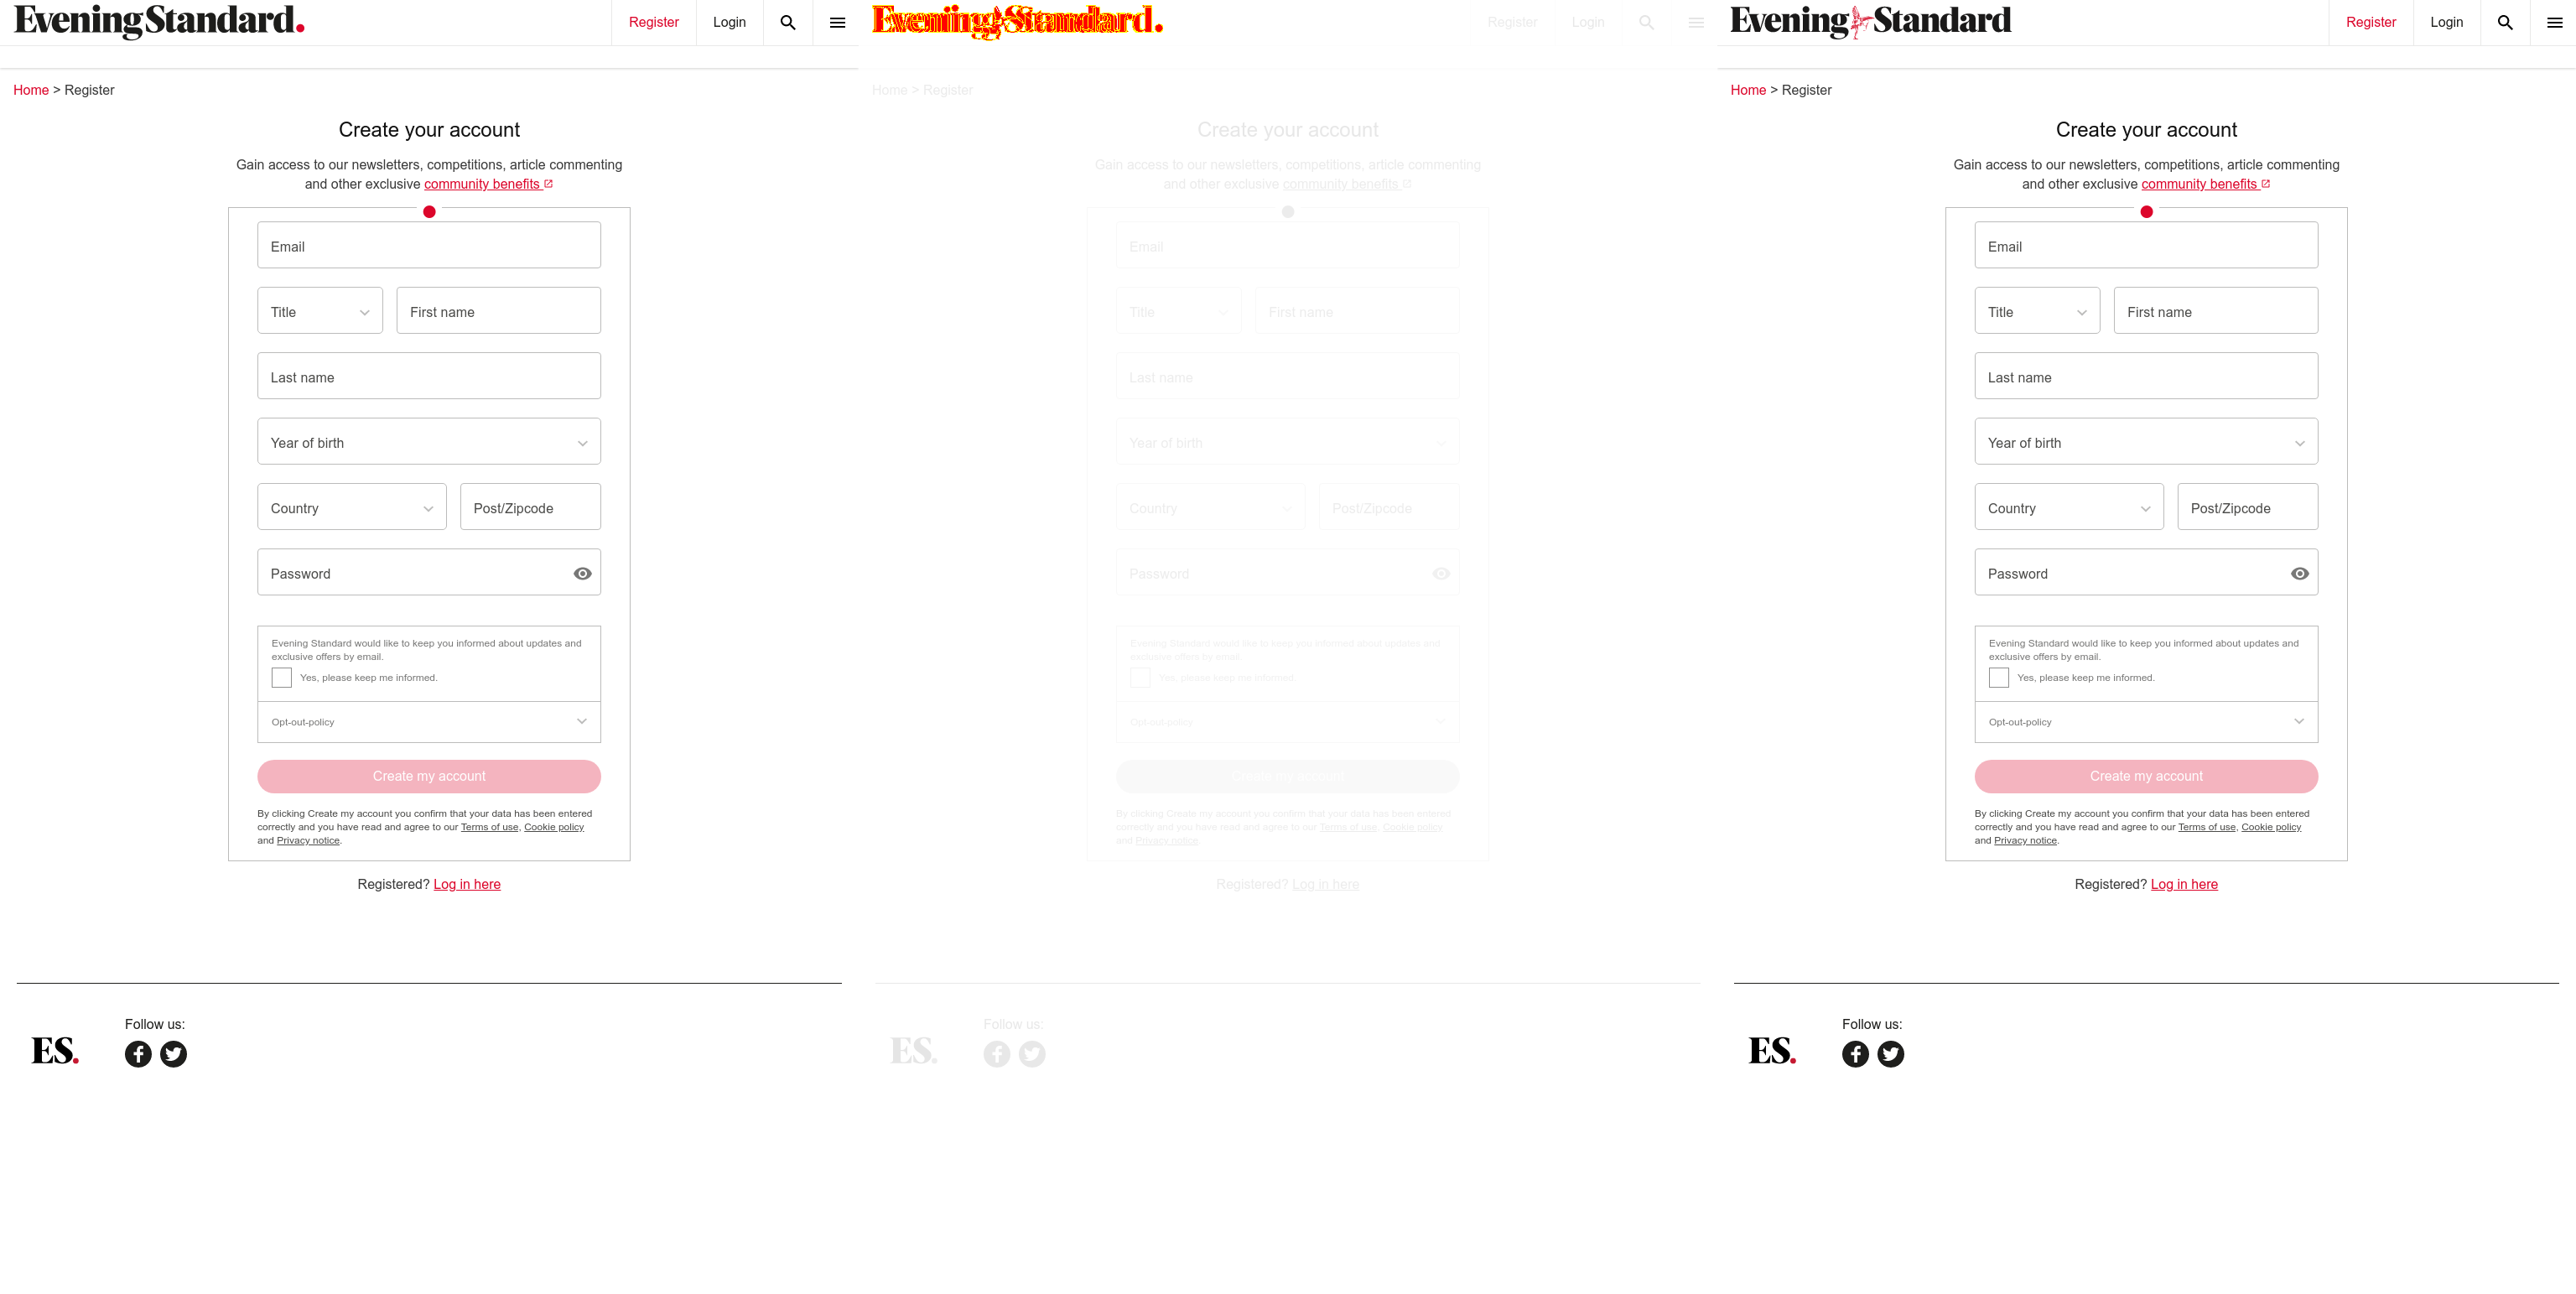 EveningStandard.
Register
Login
Home > Register
Create your account
Gain access to our newsletters, competitions, article commenting
and other exclusive community benefits
Email
Title
First name
Last name
Year of birth
Country
Post/Zipcode
Password
Evening Standard would like to keep you informed about updates and
exclusive offers by email.
Yes, please keep me informed.
Opt-out-policy
Create my account
By clicking Create my account you confirm that your data has been entered
correctly and you have read and agree to our Terms of use, Cookie policy
and Privacy notice.
Registered? Log in here
Follow us:
ES.
Evening Standard.
Register
Login
Home > Register
Create your account
Gain access to our newsletters, competitions, article commenting
and other exclusive community benefits
Email
Title
First name
Last name
Year of birth
Country
Post/Zipcode
Password
Evening Standard would like to keep you informed about updates and
exclusive offers by email.
Yes, please keep me informed.
Opt-out-policy
Create my account
By clicking Create my account you confirm that your data has been entered
correctly and you have read and agree to our Terms of use, Cookie policy
and Privacy notice.
Registered? Log in here
Follow us:
ES.
Evening Standard
Register
Login
Home > Register
Create your account
Gain access to our newsletters, competitions, article commenting
and other exclusive community benefits
Email
Title
First name
Last name
Year of birth
Country
Post/Zipcode
Password
Evening Standard would like to keep you informed about updates and
exclusive offers by email.
Yes, please keep me informed.
Opt-out-policy
Create my account
By clicking Create my account you confirm that your data has been entered
correctly and you have read and agree to our Terms of use, Cookie policy
and Privacy notice.
Registered? Log in here
Follow us:
ES.